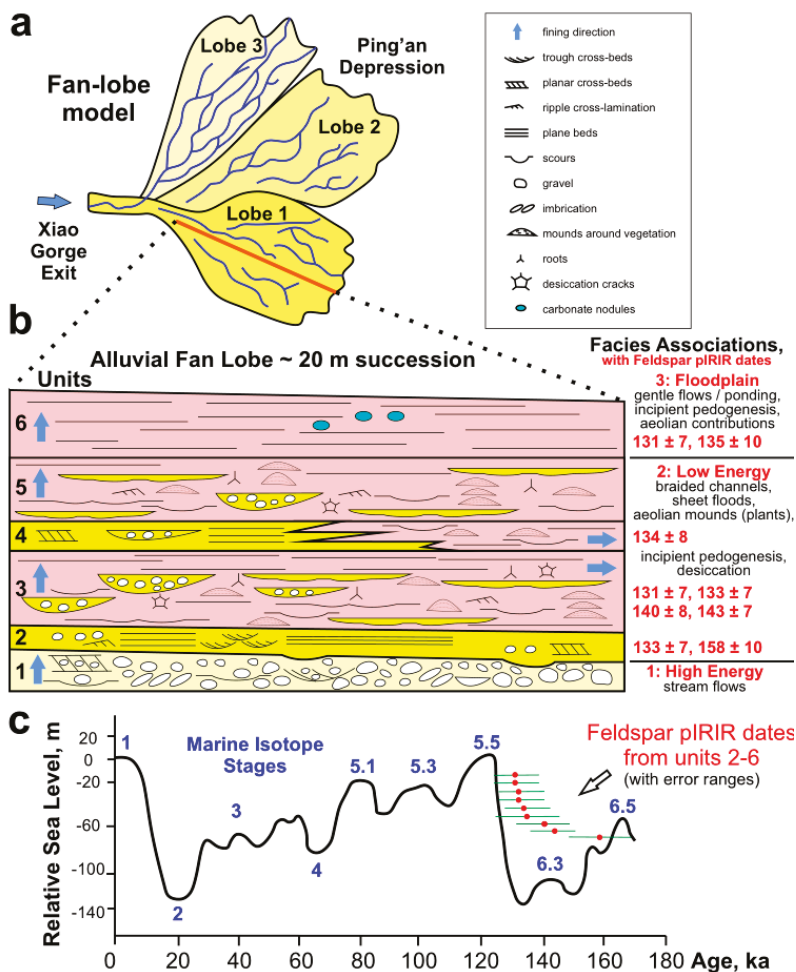 a
Fan-lobe
model
Lobe 3
Ping'an
Depression
Lobe 2
Lobe 1
Xiao
Gorge
Exit
fining direction
trough cross-beds
planar cross-beds
ripple cross-lamination
plane beds
scours
gravel
imbrication
mounds around vegetation
roots
desiccation cracks
carbonate nodules
b
Alluvial Fan Lobe ~ 20 m succession
Units
6
5
4
3
2
1
Facies Associations,
with Feldspar pIRIR dates
3: Floodplain
gentle flows / ponding,
incipient pedogenesis,
aeolian contributions
131 ± 7, 135 ± 10
2: Low Energy
braided channels,
sheet floods,
aeolian mounds (plants),
134 ± 8
incipient pedogenesis,
desiccation
131 ± 7, 133 ± 7
140 ± 8, 143 ± 7
133 ± 7, 158 ± 10
1: High Energy
stream flows
c
Relative Sea Level, m
20
0
-20
-60
-100
-140
1
Marine Isotope
Stages
2
3
4
5.1
5.3
5.5
6.3
6.5
Feldspar pIRIR dates
from units 2-6
(with error ranges)
0 20 40 60 80 100 120 140 160 180 Age, ka